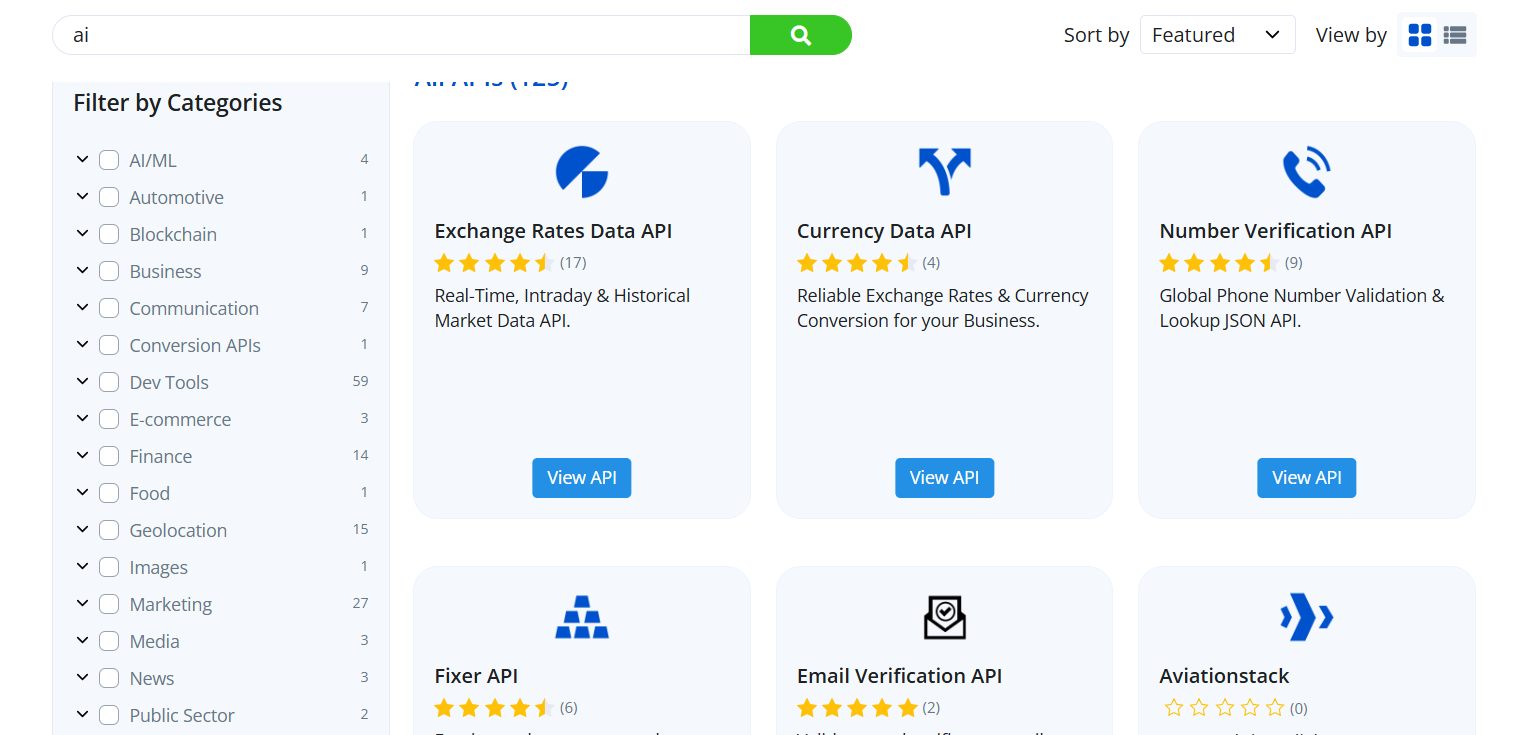 ai
Sort by
Featured
View by
Filter by Categories
AI/ML 4
Automotive 1
Blockchain 1
Business 9
Communication 7
Conversion APIs 1
Dev Tools 59
E-commerce 3
Finance 14
Food 1
Geolocation 15
Images 1
Marketing 27
Media 3
News 3
Public Sector 2
Exchange Rates Data API
(17)
Real-Time, Intraday & Historical
Market Data API.
View API
Currency Data API
(4)
Reliable Exchange Rates & Currency
Conversion for your Business.
View API
Number Verification API
(9)
Global Phone Number Validation &
Lookup JSON API.
View API
Fixer API
(6)
Email Verification API
(2)
Aviationstack
(0)